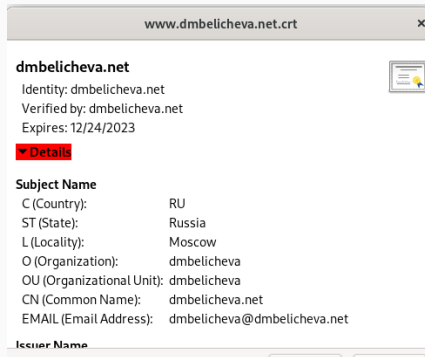 www.dmbelicheva.net.crt ×
dmbelicheva.net
Identity: dmbelicheva.net
Verified by: dmbelicheva.net
Expires: 12/24/2023
Details
Subject Name
C (Country): RU
ST (State): Russia
L (Locality): Moscow
O (Organization): dmbelicheva
OU (Organizational Unit): dmbelicheva
CN (Common Name): dmbelicheva.net
EMAIL (Email Address): dmbelicheva@dmbelicheva.net
Issuer Name